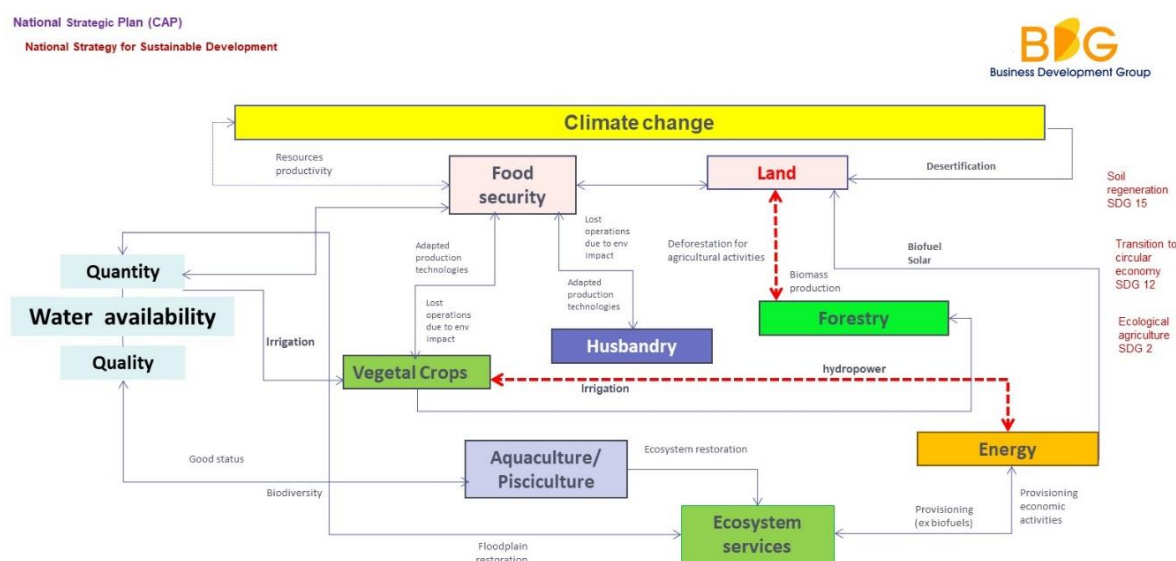 National Strategic Plan (CAP)
National Strategy for Sustainable Development
BDG
Business Development Group
Climate change
Resources
productivity
Food
security
Land
Desertification
Soil
regeneration
SDG 15
Adapted
production
technologies
Lost
operations
due to env
impact
Deforestation for
agricultural activities
Biofuel
Solar
Transition to
circular
economy
SDG 12
Quantity
Water availability
Quality
Irrigation
Lost
operations
due to env
impact
Adapted
production
technologies
Biomass
production
Forestry
Husbandry
Ecological
agriculture
SDG 2
Vegetal Crops
Irrigation
hydropower
Energy
Good status
Biodiversity
Aquaculture/
Pisciculture
Ecosystem restoration
Provisioning
(ex biofuels)
Provisioning
economic
activities
Ecosystem
services
Floodplain
restoration